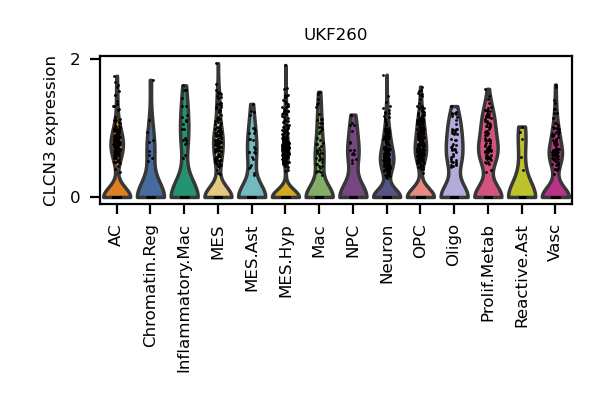 UKF260
CLCN3 expression
2
0
AC
Chromatin.Reg
Inflammatory.Mac
MES
MES.Ast
MES.Hyp
Mac
NPC
Neuron
OPC
Oligo
Prolif.Metab
Reactive.Ast
Vasc